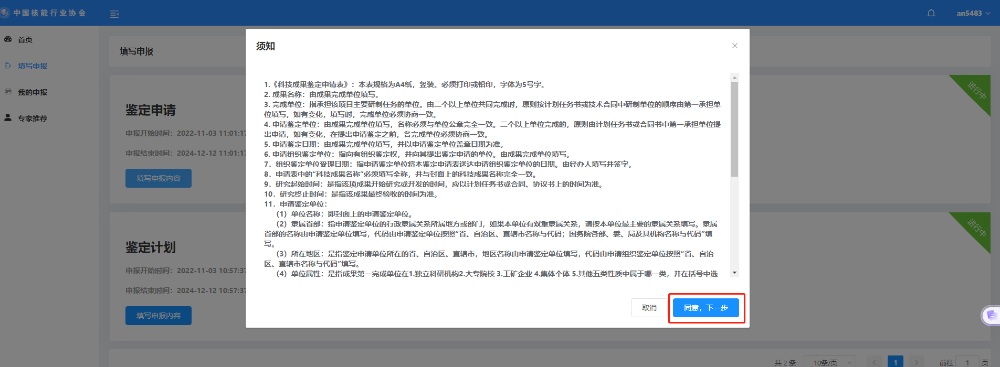 中国核能行业协会
an5483
首页
填写申报
我的申报
专家推荐
填写申报
鉴定申请
申报开始时间：2022-11-03 11:01:17
申报结束时间：2024-12-12 11:01:17
填写申报内容
进行中
鉴定计划
申报开始时间：2022-11-03 10:57:37
申报结束时间：2024-12-12 10:57:37
填写申报内容
进行中
须知
1.《科技成果鉴定申请表》：本表规格为A4纸，竖装。必须打印或铅印，字体为5号字。
2. 成果名称：由成果完成单位填写。
3. 完成单位：指承担该项目主要研制任务的单位。由二个以上单位共同完成时，原则按计划任务书或技术合同中研制单位的顺序由第一承担单
位填写，如有变化，填写时，完成单位必须协商一致。
4. 申请鉴定单位：由成果完成单位填写，名称必须与单位公章完全一致。二个以上单位完成的，原则由计划任务书或合同书中第一承担单位提
出申请，如有变化，在提出申请鉴定之前，各完成单位必须协商一致。
5. 申请鉴定日期：由成果完成单位填写，并以申请鉴定单位盖章日期为准。
6. 申请组织鉴定单位：指向有组织鉴定权，并向其提出鉴定申请的单位。由成果完成单位填写。
7．组织鉴定单位受理日期：指申请鉴定单位将本鉴定申请表送达申请组织鉴定单位的日期。由经办人填写并签字。
8．申请表中的“科技成果名称”必须填写全称，并与封面上的科技成果名称完全一致。
9．研究起始时间：是指该项成果开始研究或开发的时间，应以计划任务书或合同、协议书上的时间为准。
10．研究终止时间：是指该成果最终验收的时间为准。
11．申请鉴定单位：
（1）单位名称：即封面上的申请鉴定单位。
（2）隶属省部：指申请鉴定单位的行政隶属关系所属地方或部门，如果本单位有双重隶属关系，请按本单位最主要的隶属关系填写。隶属
省部的名称由申请鉴定单位填写，代码由申请鉴定单位按照“省、自治区、直辖市名称与代码；国务院各部、委、局及其机构名称与代码”填
写。
（3）所在地区：是指鉴定申请单位所在的省、自治区、直辖市，地区名称由申请鉴定单位填写，代码由申请组织鉴定单位按照“省、自治
区、直辖市名称与代码”填写。
（4）单位属性：是指成果第一完成单位在1.独立科研机构2.大专院校 3.工矿企业 4.集体个体 5.其他五类性质中属于哪一类，并在括号中选
取消
同意，下一步
共 2 条
10条/页
1
前往
1
页